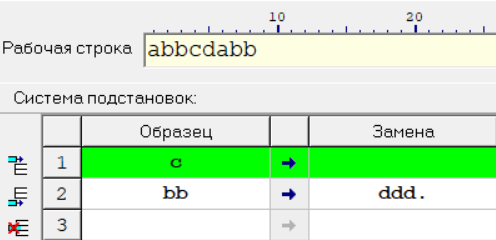 10 20
Рабочая строка abbcdabb
Система подстановок:
Образец Замена
1 c →
2 bb → ddd.
3 →